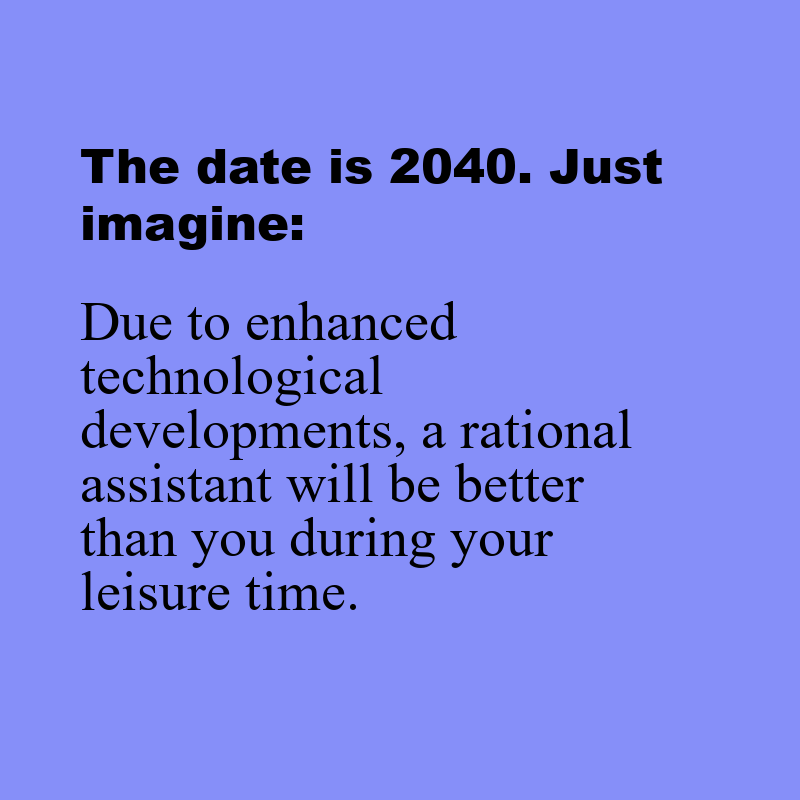 The date is 2040. Just
imagine:
Due to enhanced
technological
developments, a rational
assistant will be better
than you during your
leisure time.